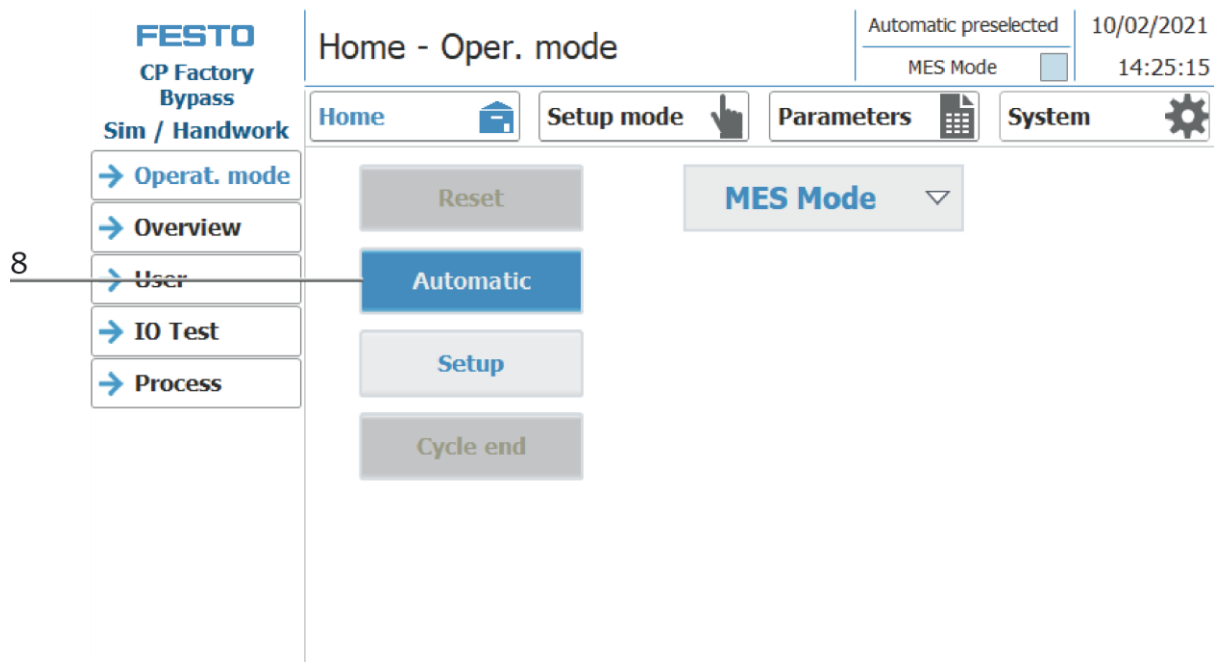 FESTO
CP Factory
Bypass
Sim / Handwork
Home - Oper. mode
Automatic preselected
MES Mode
10/02/2021
14:25:15
Home
Setup mode
Parameters
System
Operat. mode
Overview
User
IO Test
Process
8
Reset
Automatic
Setup
Cycle end
MES Mode